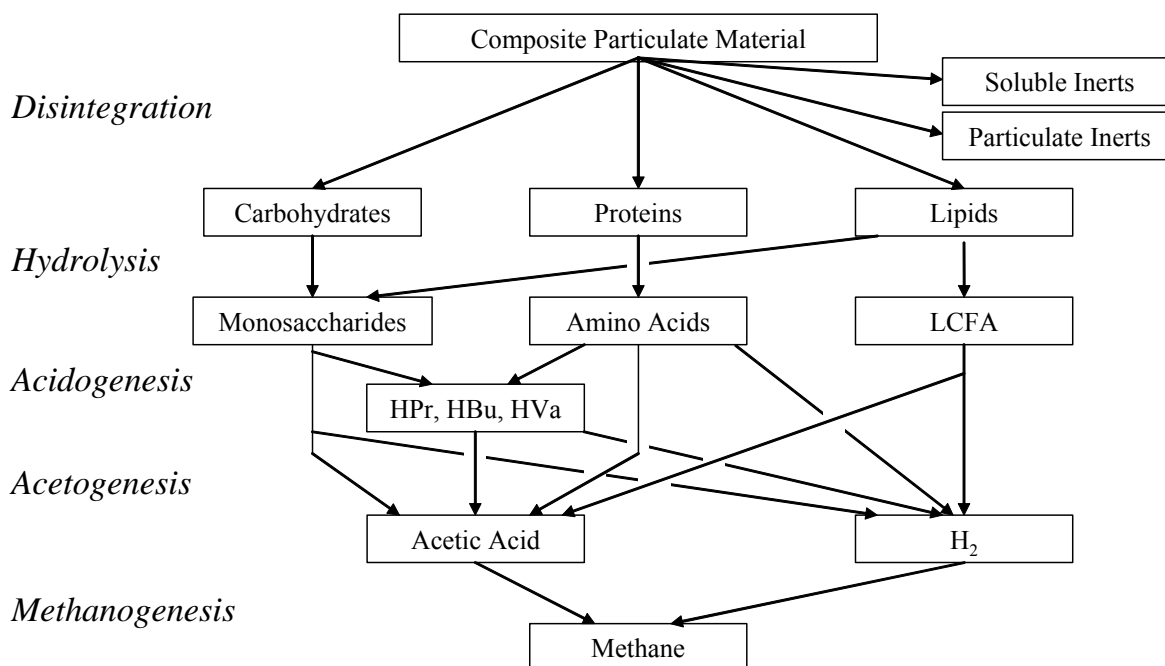 Composite Particulate Material
Soluble Inerts
Disintegration
Particulate Inerts
Carbohydrates
Proteins
Lipids
Hydrolysis
Monosaccharides
Amino Acids
LCFA
Acidogenesis
HPr, HBu, HVa
Acetogenesis
Acetic Acid
H₂
Methanogenesis
Methane